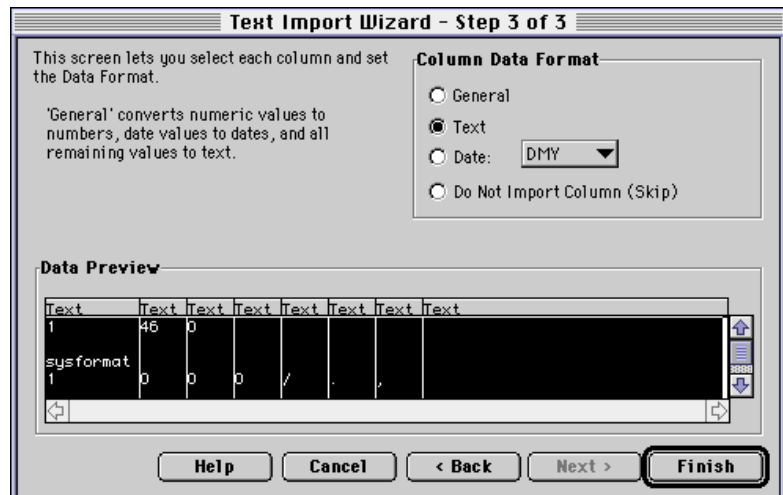 Text Import Wizard - Step 3 of 3
This screen lets you select each column and set
the Data Format.
'General' converts numeric values to
numbers, date values to dates, and all
remaining values to text.
Column Data Format
General
Text
Date: DMY
Do Not Import Column (Skip)
Data Preview
Text Text Text Text Text Text Text Text
1 46 0
sysformat
1 0 0 0 / . ,
Help Cancel < Back Next > Finish